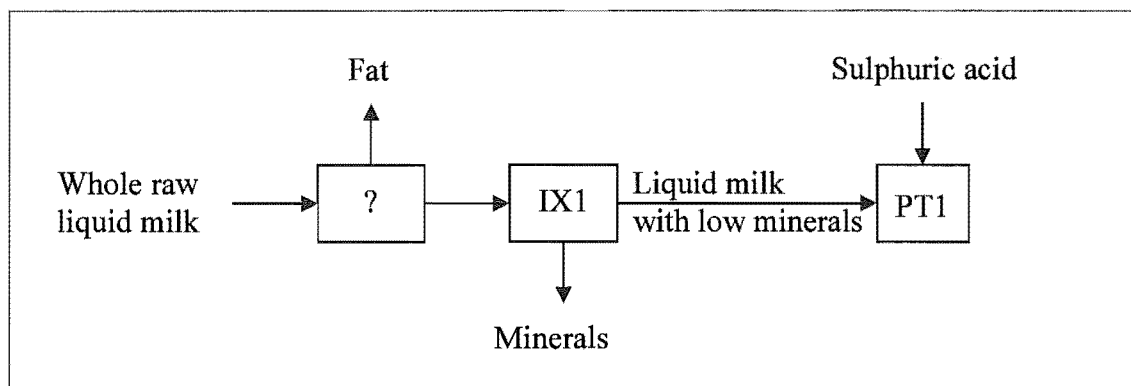 Fat
Sulphuric acid
Whole raw
liquid milk
?
IX1
Liquid milk
with low minerals
PT1
Minerals